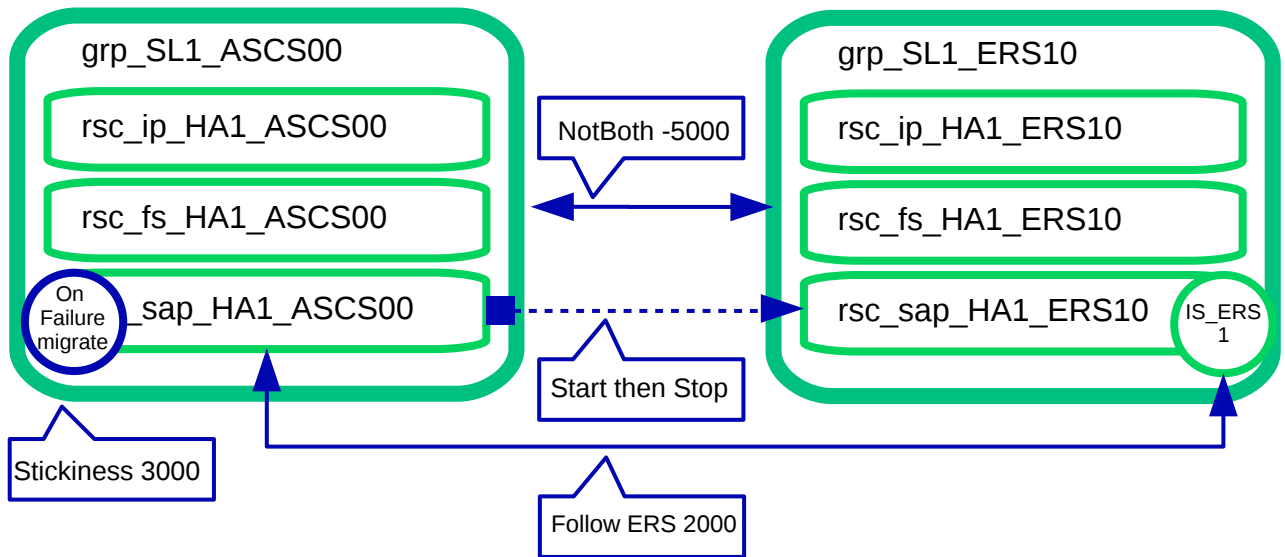 grp_SL1_ASCS00
rsc_ip_HA1_ASCS00
rsc_fs_HA1_ASCS00
_sap_HA1_ASCS00
On
Failure
migrate
Stickiness 3000
NotBoth -5000
Start then Stop
Follow ERS 2000
grp_SL1_ERS10
rsc_ip_HA1_ERS10
rsc_fs_HA1_ERS10
rsc_sap_HA1_ERS10
IS_ERS
1